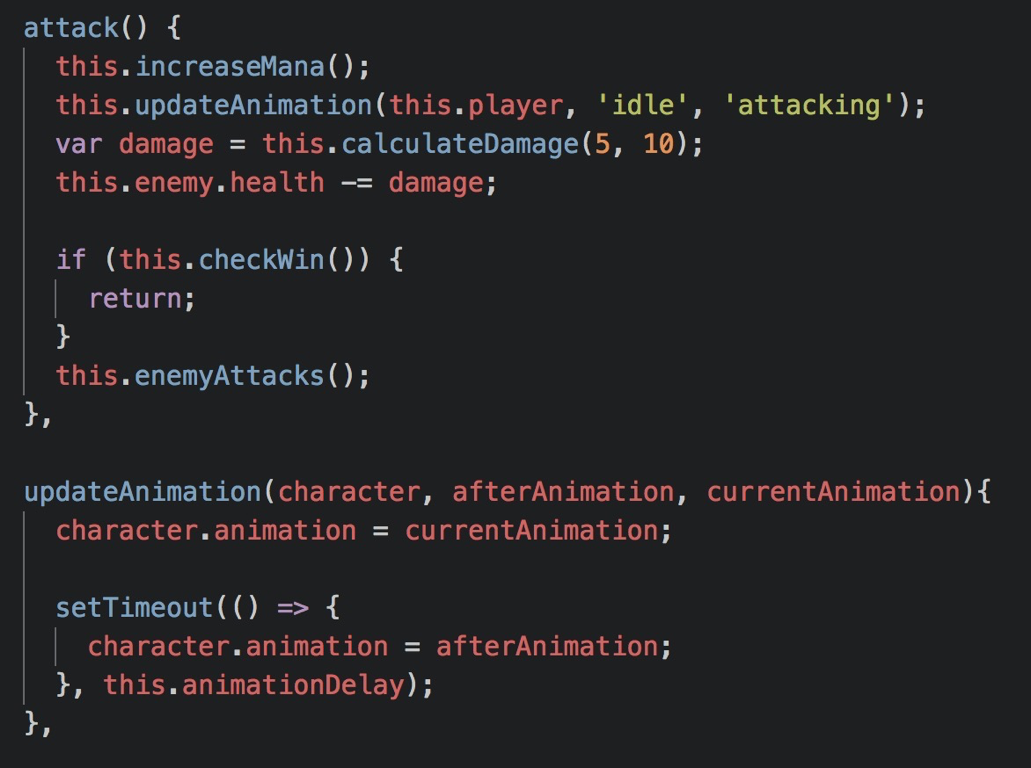 attack() {
  this.increaseMana();
  this.updateAnimation(this.player, 'idle', 'attacking');
  var damage = this.calculateDamage(5, 10);
  this.enemy.health -= damage;

  if (this.checkWin()) {
    return;
  }
  this.enemyAttacks();
},

updateAnimation(character, afterAnimation, currentAnimation){
  character.animation = currentAnimation;

  setTimeout(() => {
    character.animation = afterAnimation;
  }, this.animationDelay);
},